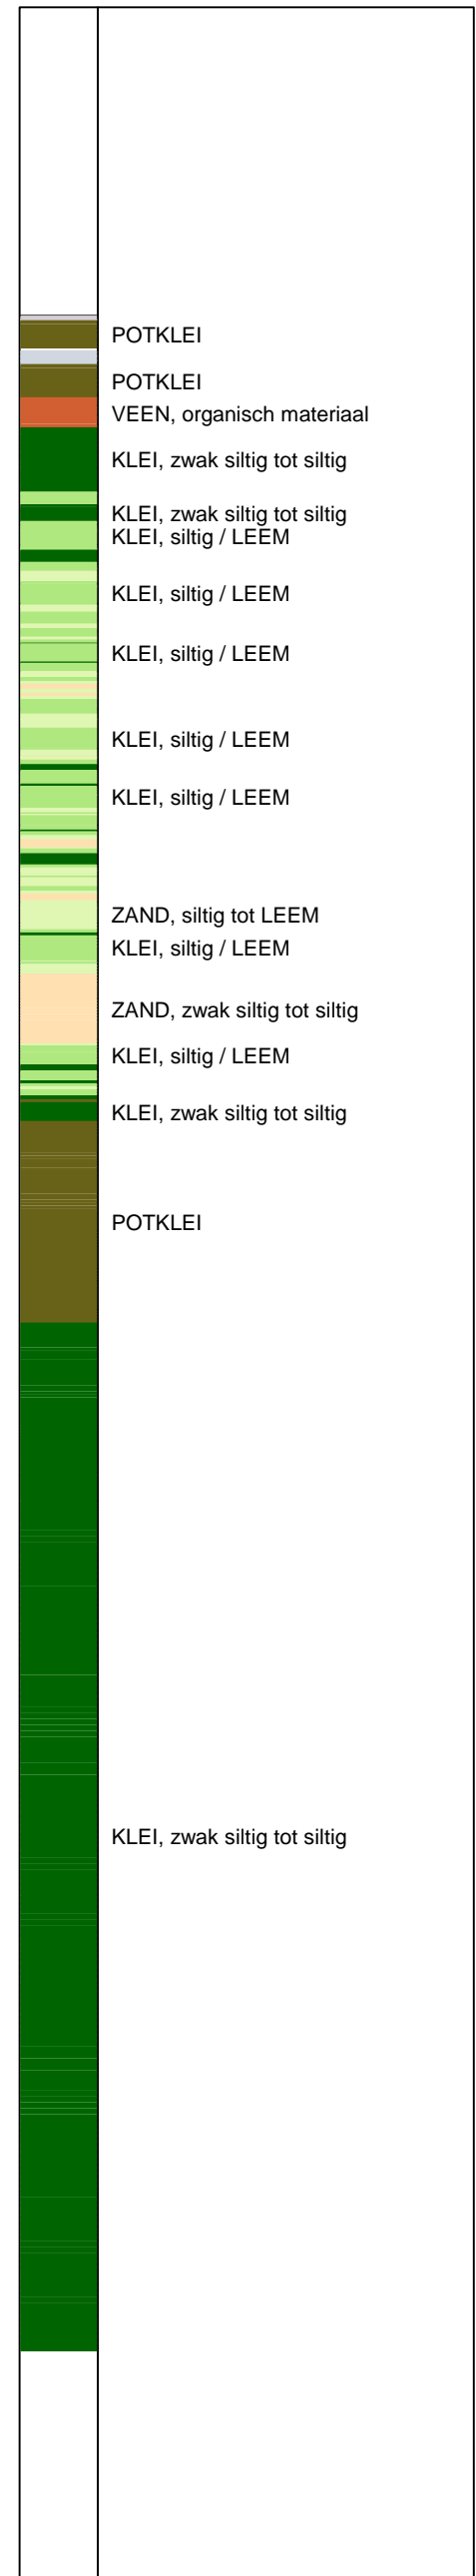 POTKLEI
POTKLEI
VEEN, organisch materiaal
KLEI, zwak siltig tot siltig
KLEI, zwak siltig tot siltig
KLEI, siltig / LEEM
KLEI, siltig / LEEM
KLEI, siltig / LEEM
KLEI, siltig / LEEM
KLEI, siltig / LEEM
ZAND, siltig tot LEEM
KLEI, siltig / LEEM
ZAND, zwak siltig tot siltig
KLEI, siltig / LEEM
KLEI, zwak siltig tot siltig
POTKLEI
KLEI, zwak siltig tot siltig